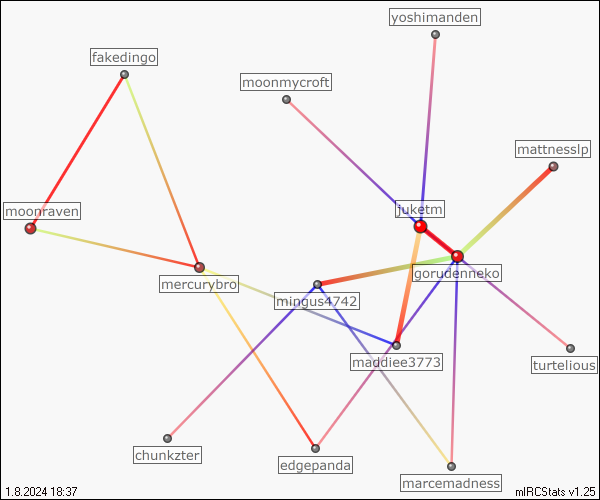 yoshimanden
fakedingo
moonmycroft
mattnesslp
moonraven
juketm
gorudenneko
mercurybro
mingus4742
maddiee3773
turtelious
chunkzter
edgepanda
marcemadness
1.8.2024 18:37
mIRCStats v1.25